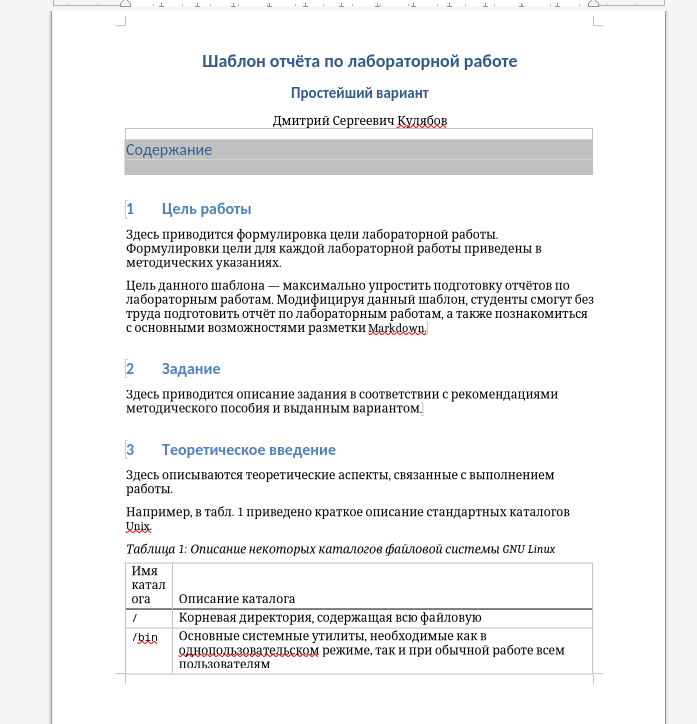 Шаблон отчёта по лабораторной работе
Простейший вариант
Дмитрий Сергеевич Кулябов
Содержание
1 Цель работы
Здесь приводится формулировка цели лабораторной работы.
Формулировки цели для каждой лабораторной работы приведены в
методических указаниях.
Цель данного шаблона — максимально упростить подготовку отчётов по
лабораторным работам. Модифицируя данный шаблон, студенты смогут без
труда подготовить отчёт по лабораторным работам, а также познакомиться
с основными возможностями разметки Markdown.
2 Задание
Здесь приводится описание задания в соответствии с рекомендациями
методического пособия и выданным вариантом.
3 Теоретическое введение
Здесь описываются теоретические аспекты, связанные с выполнением
работы.
Например, в табл. 1 приведено краткое описание стандартных каталогов
Unix.
Таблица 1: Описание некоторых каталогов файловой системы GNU Linux
Имя
катал
ога Описание каталога
/ Корневая директория, содержащая всю файловую
/bin Основные системные утилиты, необходимые как в
однопользовательском режиме, так и при обычной работе всем
пользователям